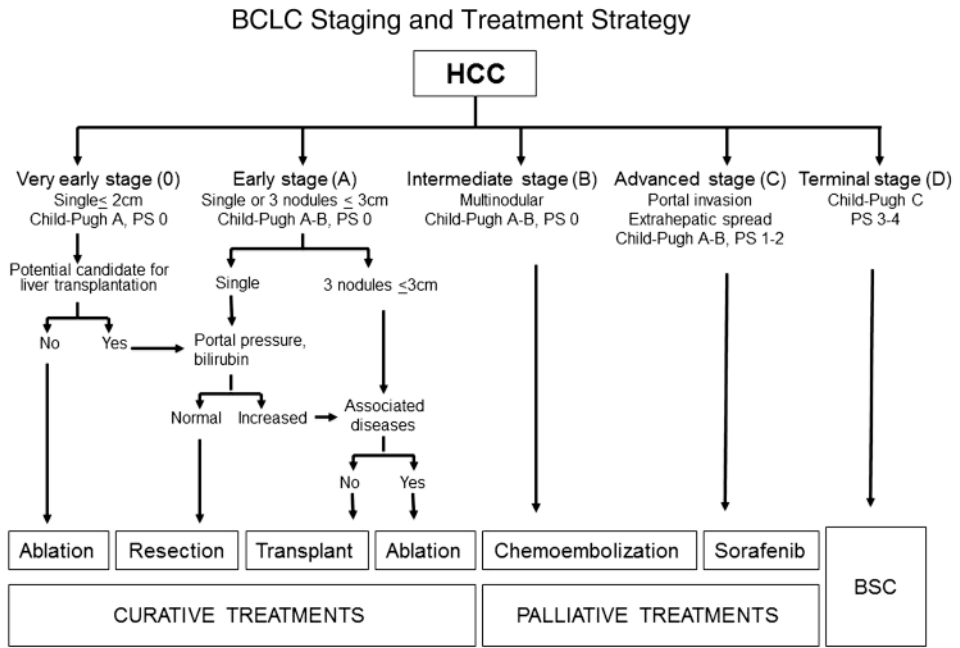 BCLC Staging and Treatment Strategy
HCC
Very early stage (0)
Single≤ 2cm
Child-Pugh A, PS 0
Early stage (A)
Single or 3 nodules ≤ 3cm
Child-Pugh A-B, PS 0
Intermediate stage (B)
Multinodular
Child-Pugh A-B, PS 0
Advanced stage (C)
Portal invasion
Extrahepatic spread
Child-Pugh A-B, PS 1-2
Terminal stage (D)
Child-Pugh C
PS 3-4
Potential candidate for
liver transplantation
Single
3 nodules ≤3cm
No
Yes
Portal pressure,
bilirubin
Normal
Increased
Associated
diseases
No
Yes
Ablation
Resection
Transplant
Ablation
Chemoembolization
Sorafenib
BSC
CURATIVE TREATMENTS
PALLIATIVE TREATMENTS